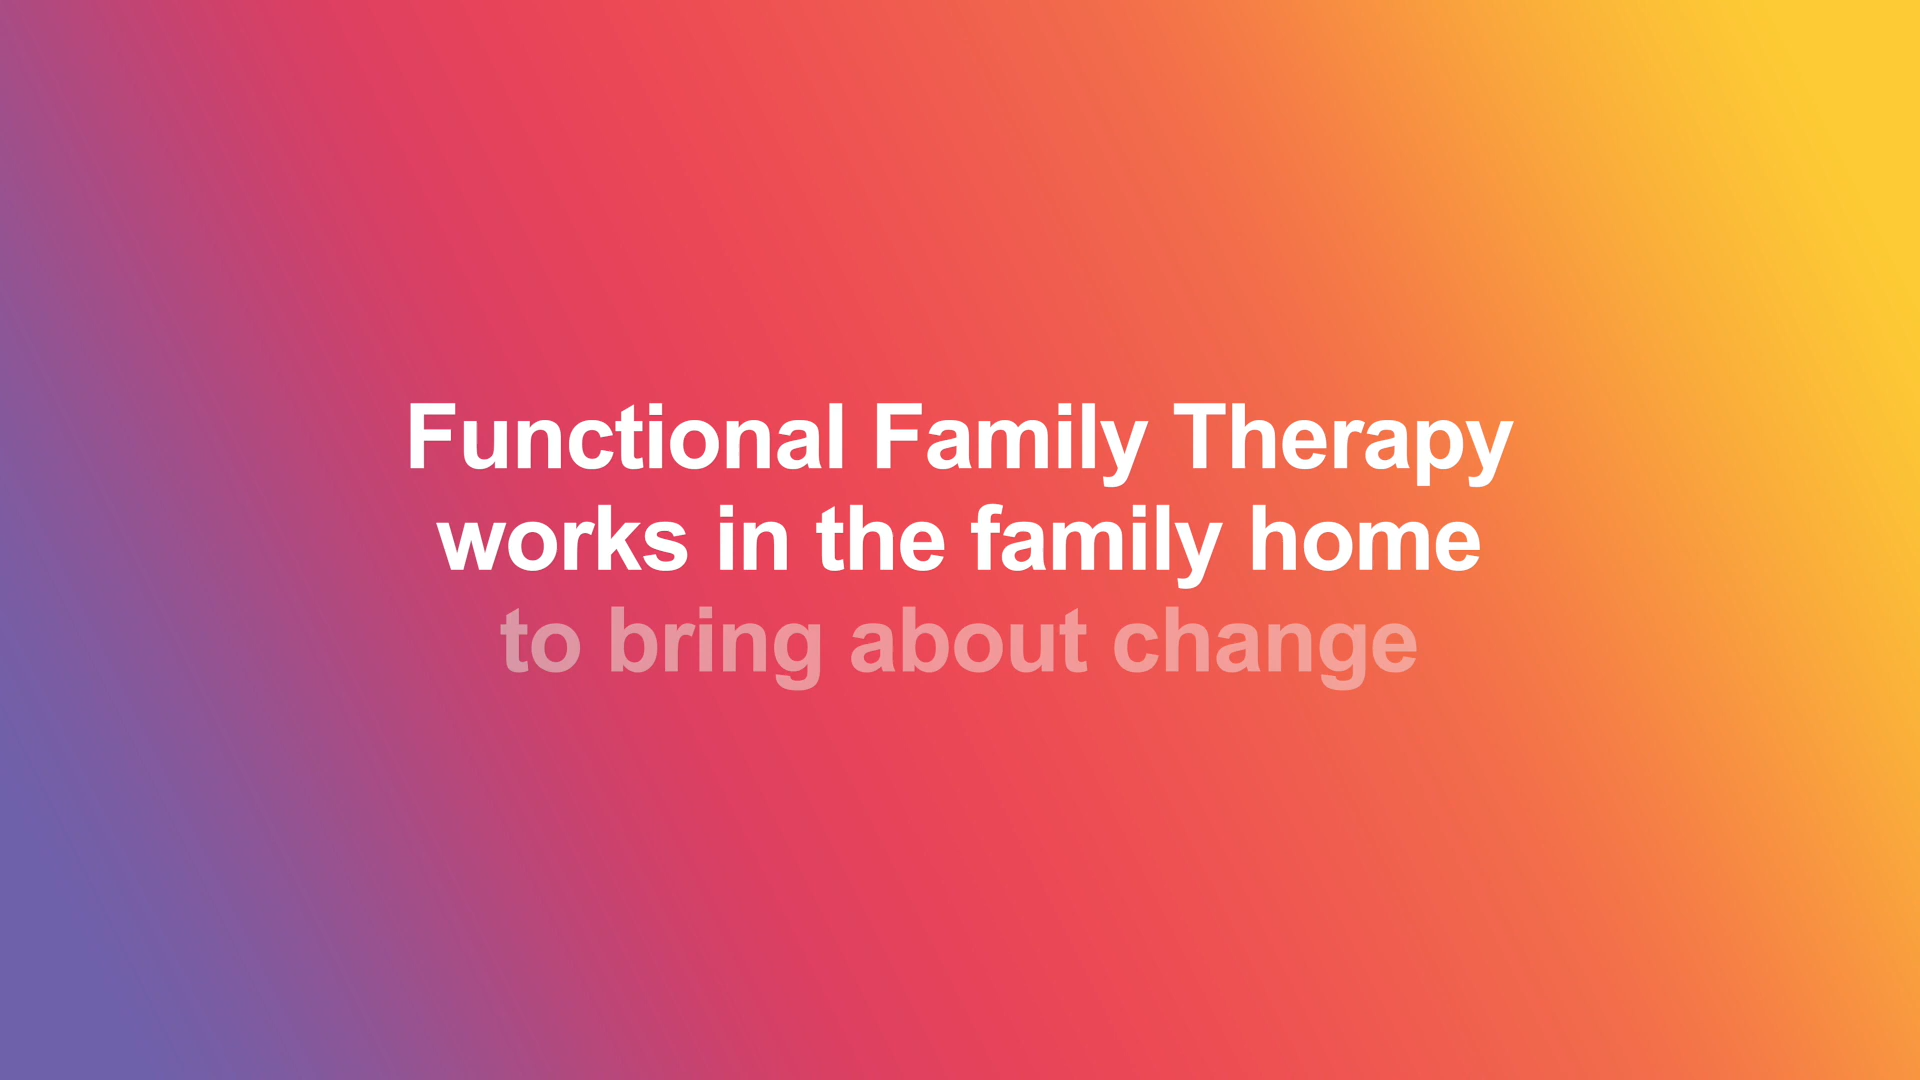 Functional Family Therapy
works in the family home
to bring about change